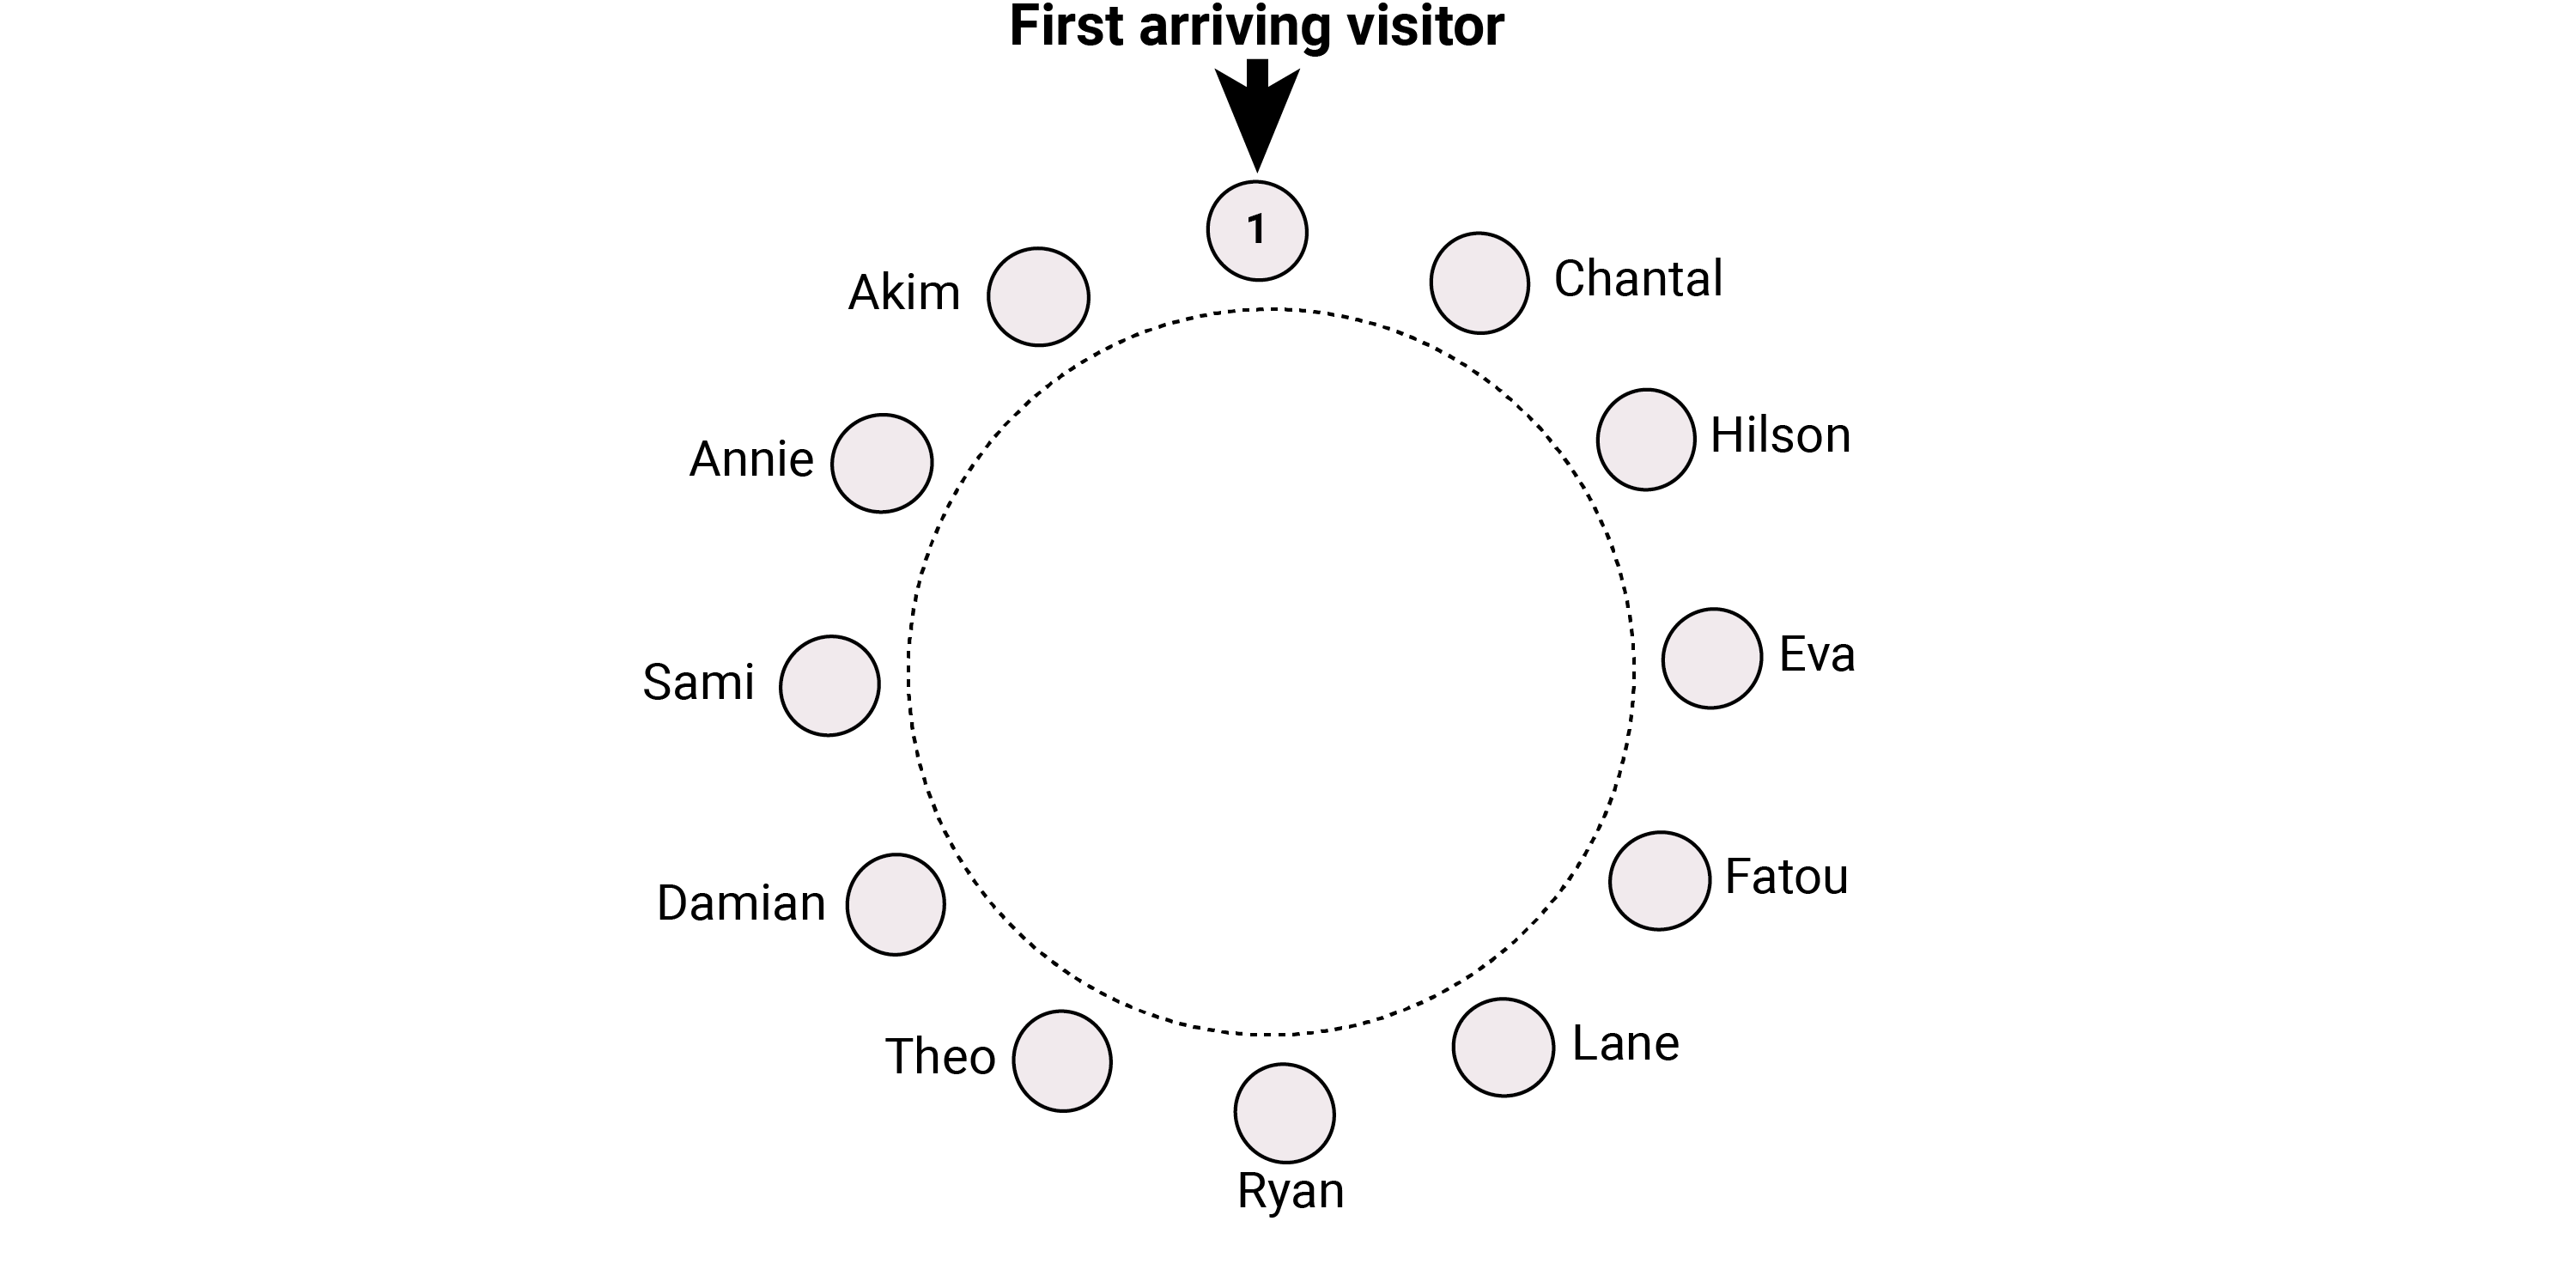 First arriving visitor
1
Akim
Chantal
Annie
Hilson
Sami
Eva
Damian
Fatou
Theo
Lane
Ryan